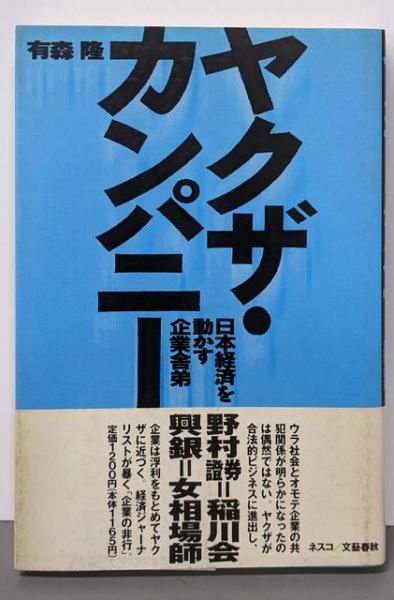 有森 隆
ヤクザ・
カンパニー
日本経済を
動かす
企業舎弟
ウラ社会とオモテ企業の共
犯関係が明らかになったの
は偶然ではない。ヤクザが
合法的ビジネスに進出し、
野村證券=稲川会
興銀=女相場師
企業は浮利をもとめてヤク
ザに近づく。経済ジャーナ
リストが暴く「企業の非行」。
定価1200円(本体1165円)
ネスコ/文藝春秋